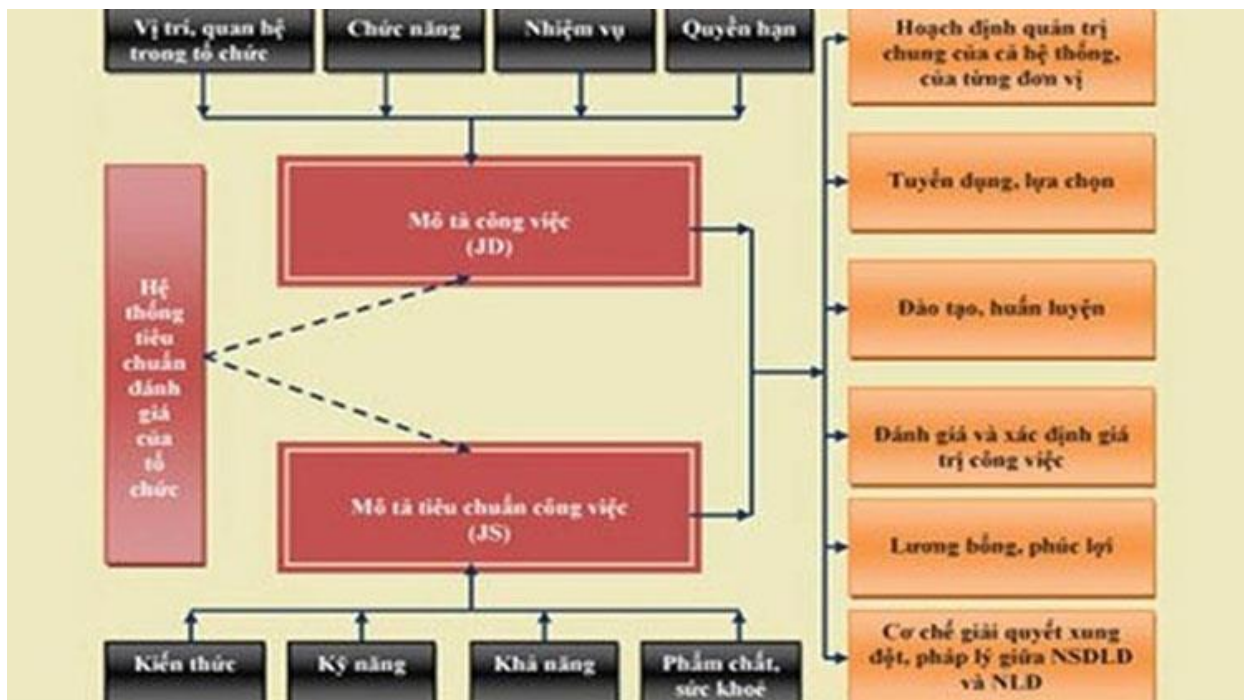 Vị trí, quan hệ
trong tổ chức
Chức năng
Nhiệm vụ
Quyền hạn
Hoạch định quản trị
chung của cả hệ thống,
của từng đơn vị
Tuyển dụng, lựa chọn
Mô tả công việc
(JD)
Hệ
thống
tiêu
chuẩn
đánh
giá
của
tổ
chức
Đào tạo, huấn luyện
Đánh giá và xác định giá
trị công việc
Mô tả tiêu chuẩn công việc
(JS)
Lương bổng, phúc lợi
Cơ chế giải quyết xung
đột, pháp lý giữa NSDLD
và NLD
Kiến thức
Kỹ năng
Khả năng
Phẩm chất,
sức khoẻ